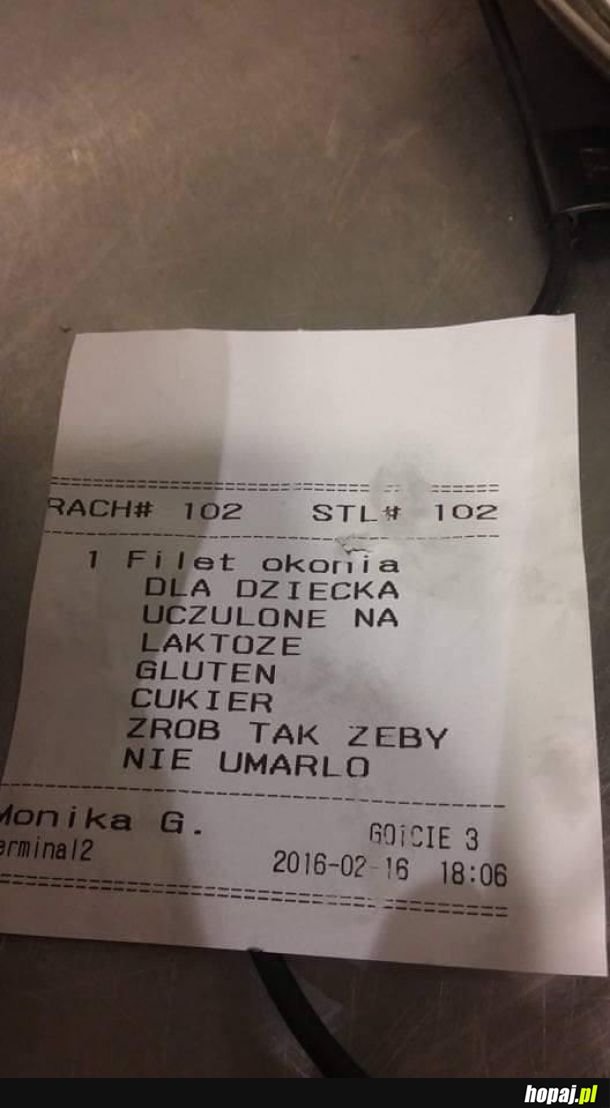 RACH# 102 STL# 102
1 Filet okonia
DLA DZIECKA
UCZULONE NA
LAKTOZE
GLUTEN
CUKIER
ZROB TAK ZEBY
NIE UMARLO
Monika G. GOiCIE 3
erminal2 2016-02-16 18:06
hopaj.pl